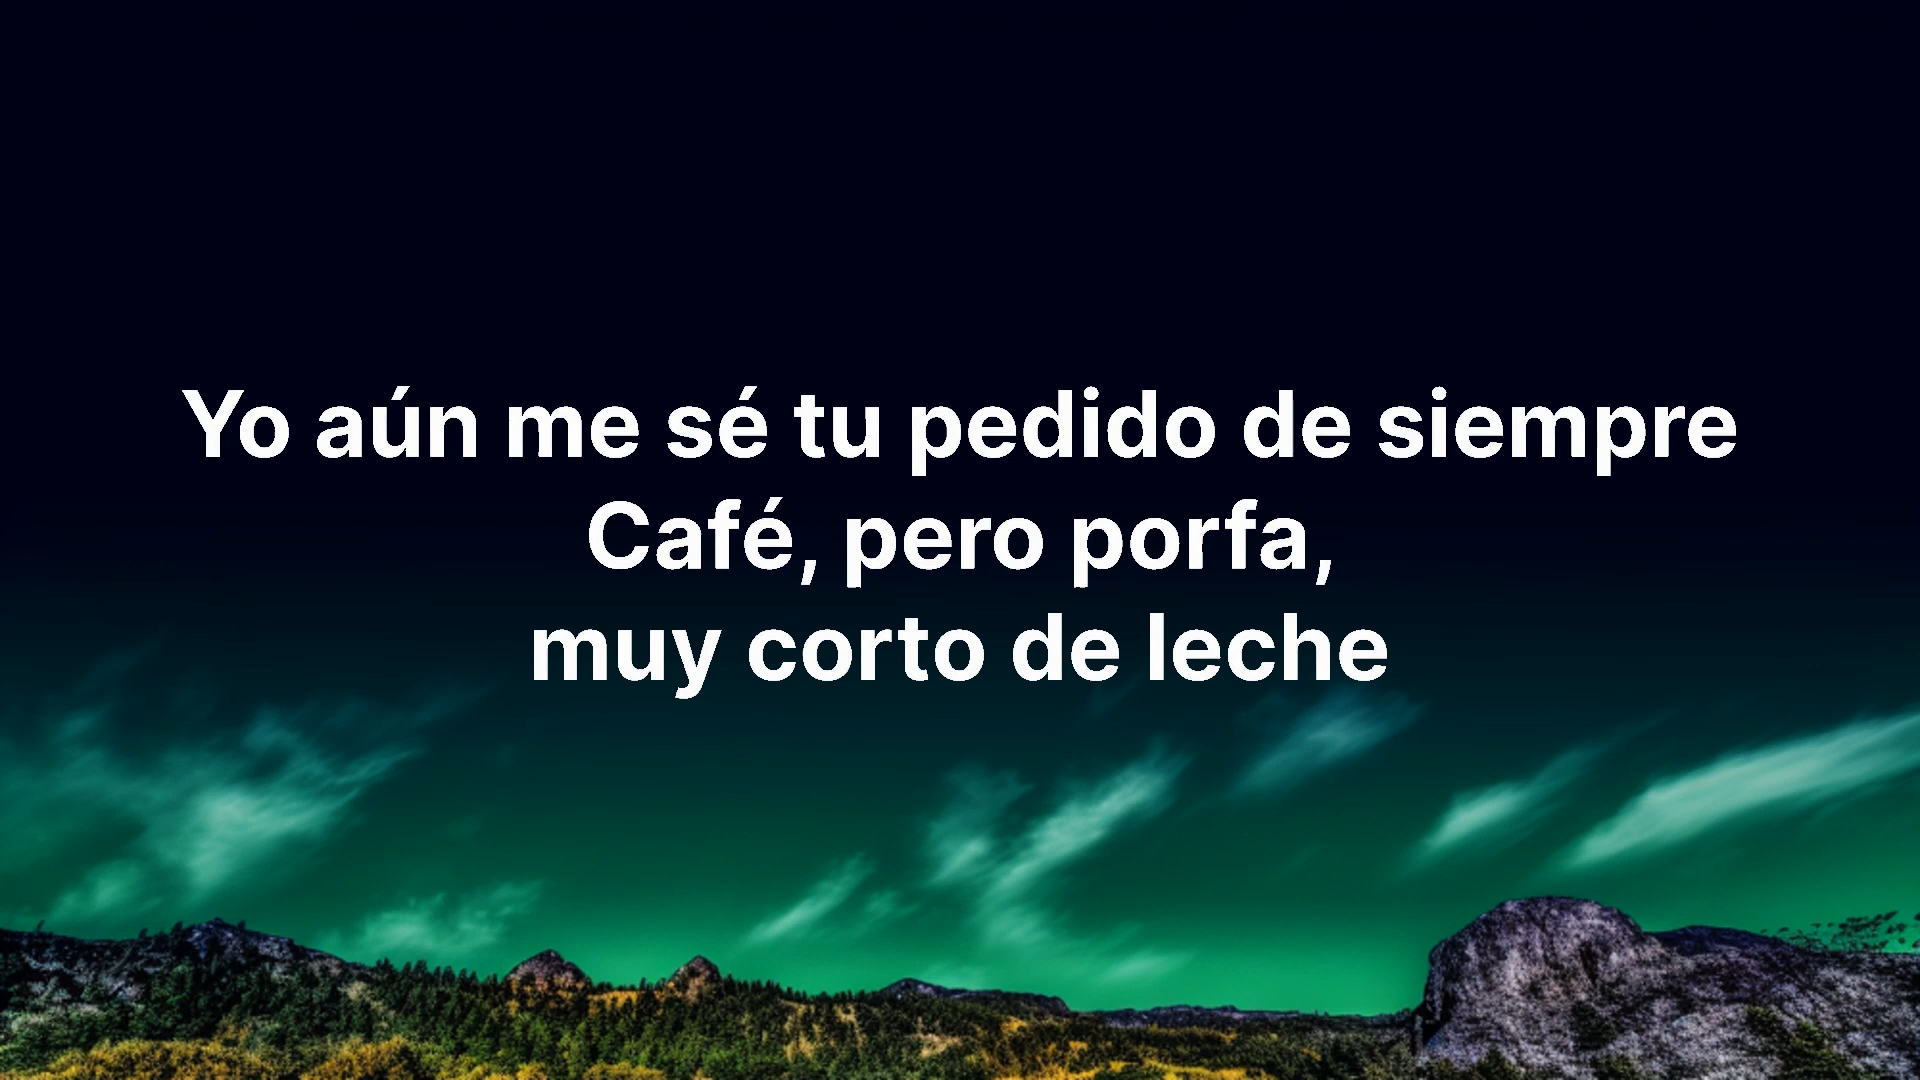 Yo aún me sé tu pedido de siempre
Café, pero porfa,
muy corto de leche